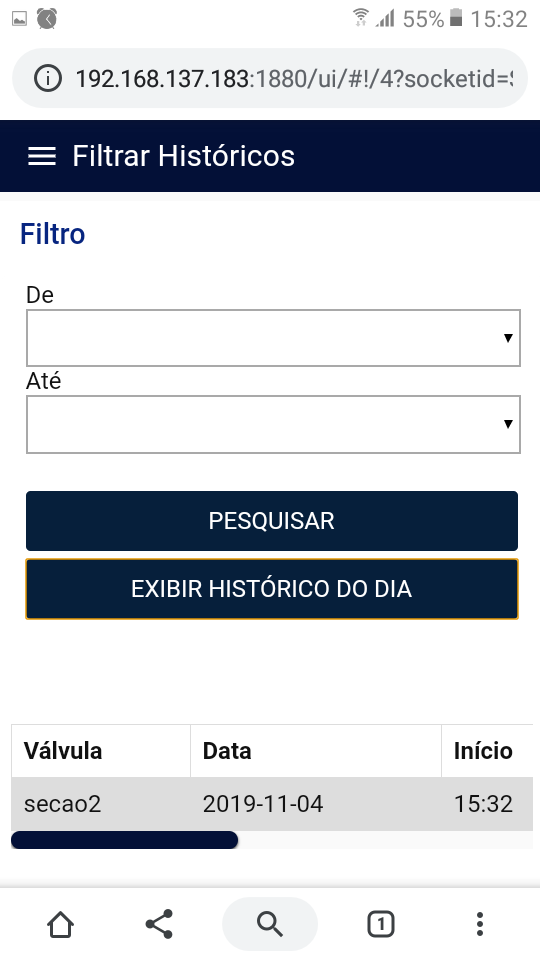 55% 15:32
192.168.137.183:1880/ui/#!/4?socketid=
Filtrar Históricos
Filtro
De
Até
PESQUISAR
EXIBIR HISTÓRICO DO DIA
Válvula Data Início
secao2 2019-11-04 15:32
1